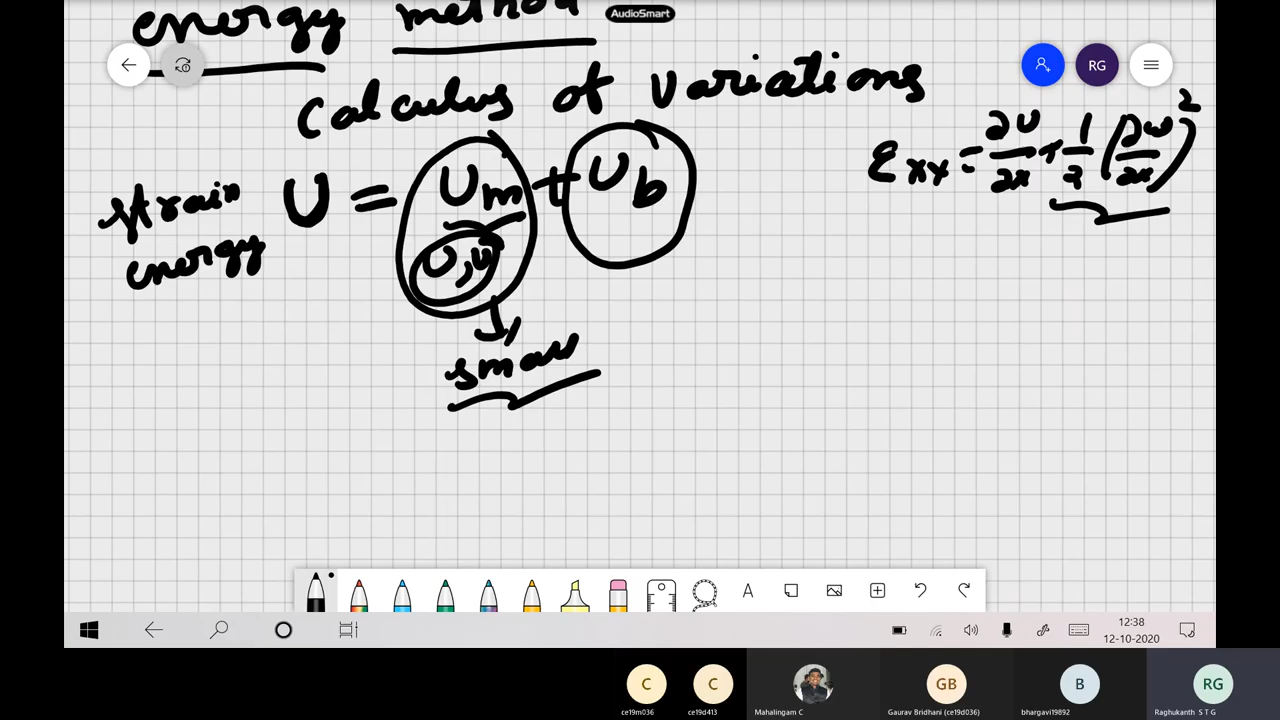 energy method
AudioSmart
RG
calculus of variations
εxx = ∂u/∂x + 1/2 (∂w/∂x)²
strain energy U = Um + Ub
u,v
small
A
12:38
12-10-2020
C C GB B RG
ce19m036 ce19d413 Mahalingam C Gaurav Bridhani (ce19d036) bhargavi19892 Raghukanth S T G